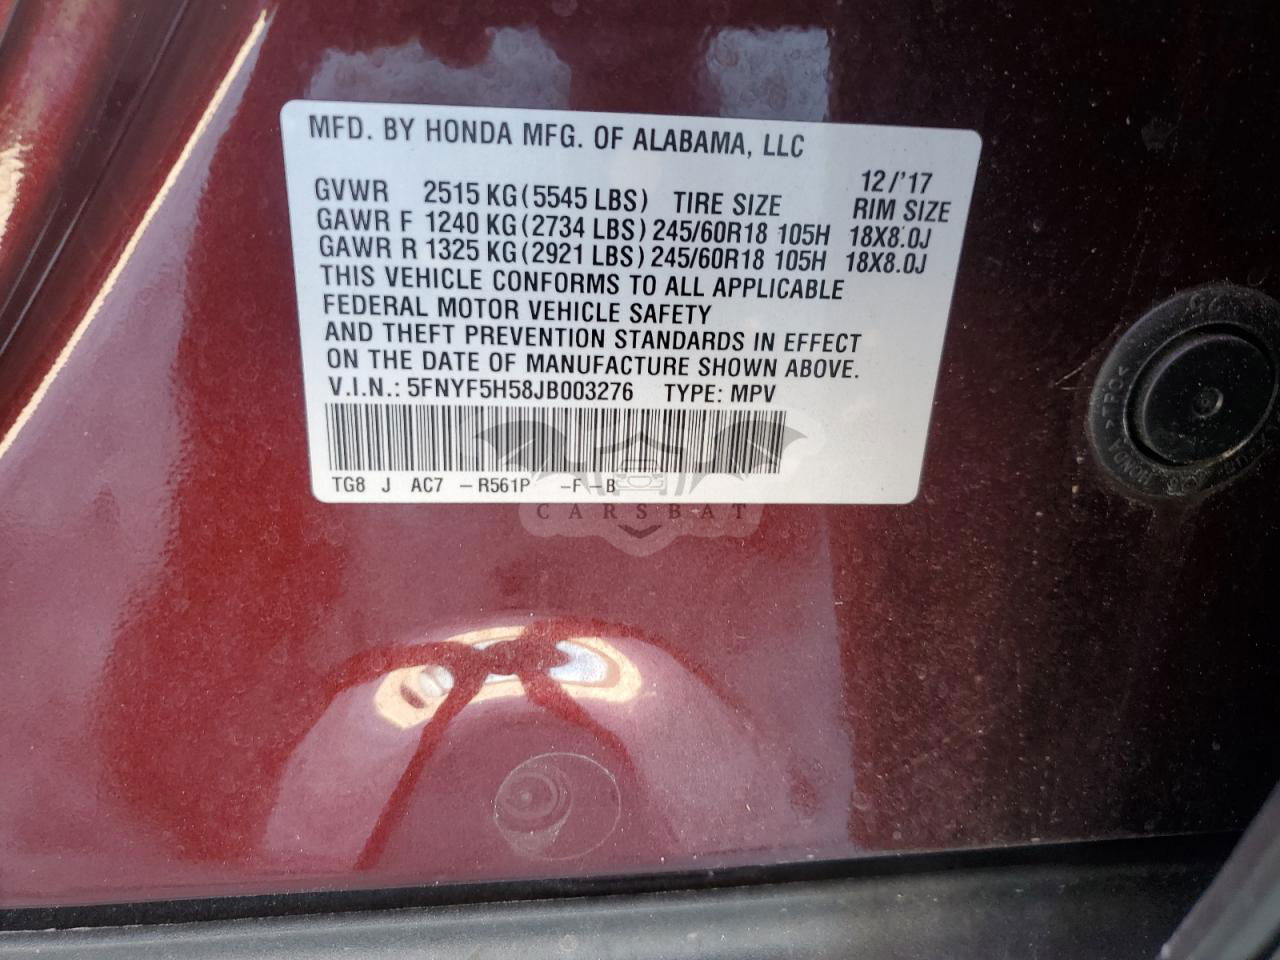 MFD. BY HONDA MFG. OF ALABAMA, LLC
12/'17
GVWR 2515 KG(5545 LBS) TIRE SIZE RIM SIZE
GAWR F 1240 KG(2734 LBS) 245/60R18 105H 18X8.0J
GAWR R 1325 KG(2921 LBS) 245/60R18 105H 18X8.0J
THIS VEHICLE CONFORMS TO ALL APPLICABLE
FEDERAL MOTOR VEHICLE SAFETY
AND THEFT PREVENTION STANDARDS IN EFFECT
ON THE DATE OF MANUFACTURE SHOWN ABOVE.
V.I.N.: 5FNYF5H58JB003276 TYPE: MPV
TG8 J AC7 -R561P -F-B
CARSBAT
HONDA >TPO<